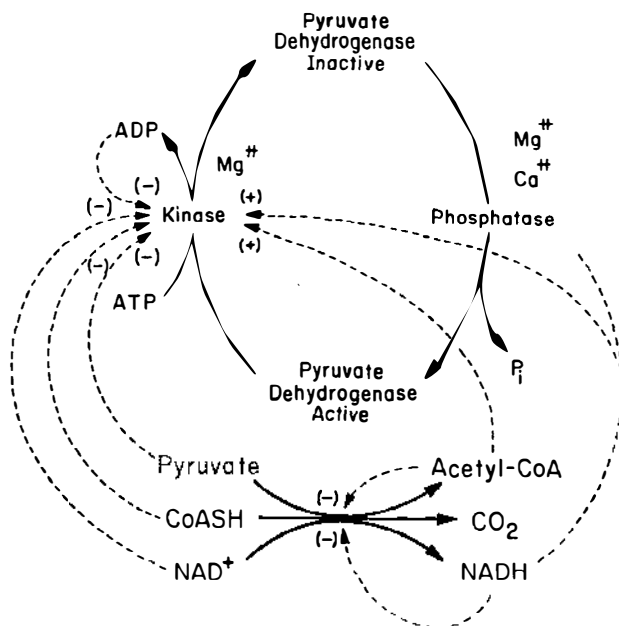 Pyruvate
Dehydrogenase
Inactive
ADP
Mg⧺
Mg⧺
Ca⧺
(-)
(-)
(+)
Kinase
Phosphatase
(-)
(-)
(+)
ATP
Pi
Pyruvate
Dehydrogenase
Active
Pyruvate
Acetyl-CoA
(-)
CoASH
CO2
(-)
NAD+
NADH